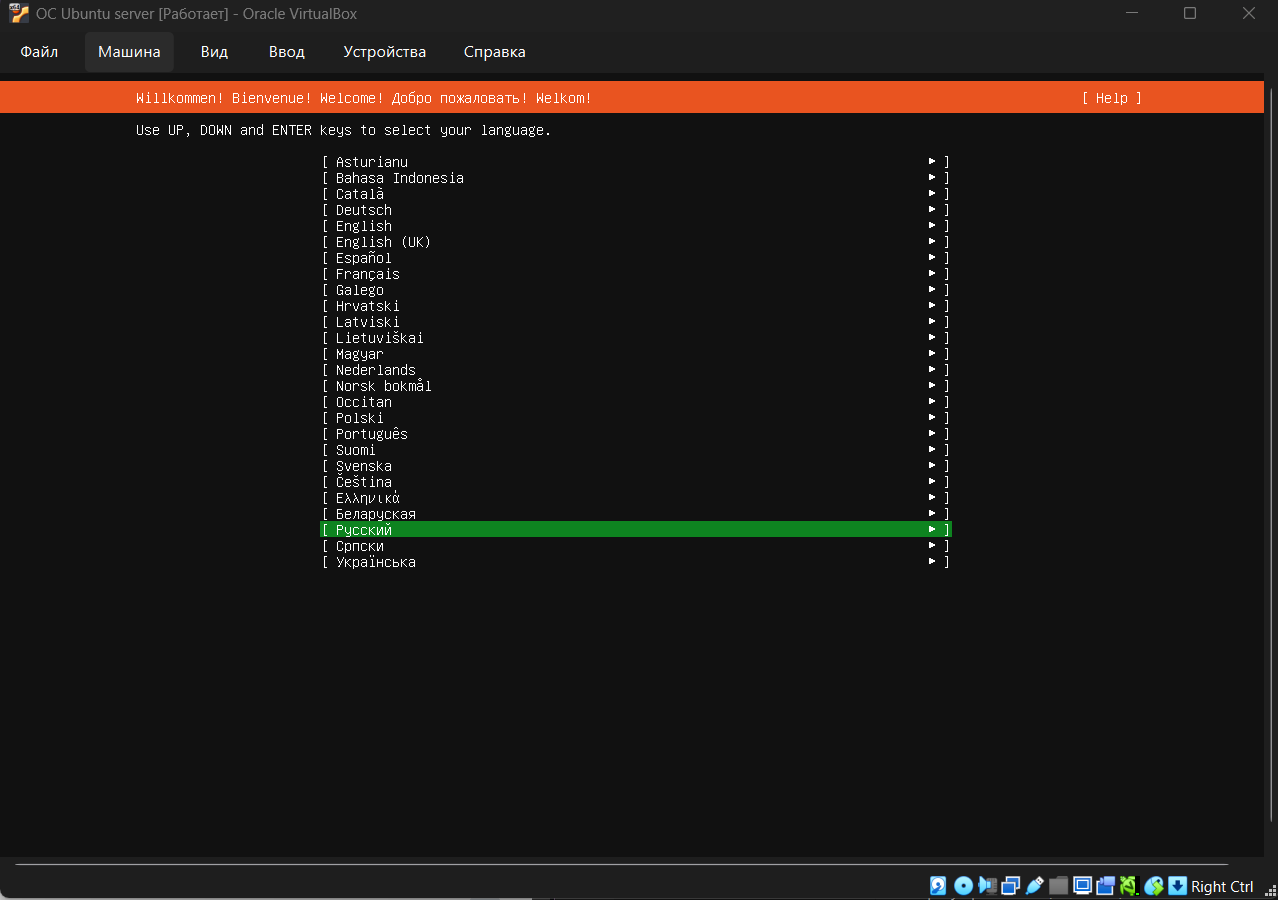 OC Ubuntu server [Работает] - Oracle VirtualBox
Файл Машина Вид Ввод Устройства Справка
Willkommen! Bienvenue! Welcome! Добро пожаловать! Welkom! [ Help ]
Use UP, DOWN and ENTER keys to select your language.
[ Asturianu ▸ ]
[ Bahasa Indonesia ▸ ]
[ Català ▸ ]
[ Deutsch ▸ ]
[ English ▸ ]
[ English (UK) ▸ ]
[ Español ▸ ]
[ Français ▸ ]
[ Galego ▸ ]
[ Hrvatski ▸ ]
[ Latviski ▸ ]
[ Lietuviškai ▸ ]
[ Magyar ▸ ]
[ Nederlands ▸ ]
[ Norsk bokmål ▸ ]
[ Occitan ▸ ]
[ Polski ▸ ]
[ Português ▸ ]
[ Suomi ▸ ]
[ Svenska ▸ ]
[ Čeština ▸ ]
[ Ελληνικά ▸ ]
[ Беларуская ▸ ]
[ Русский ▸ ]
[ Српски ▸ ]
[ Українська ▸ ]
Right Ctrl